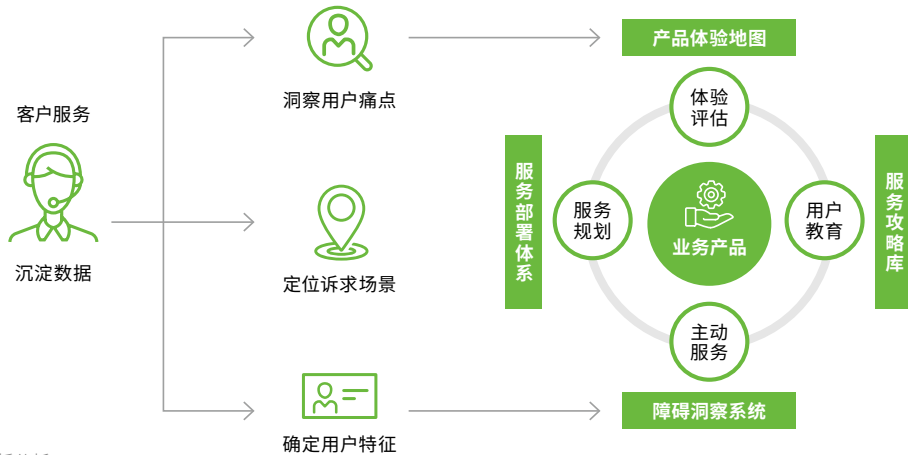 客户服务
沉淀数据
洞察用户痛点
定位诉求场景
确定用户特征
产品体验地图
体验
评估
服务部署体系
服务
规划
业务产品
用户
教育
服务攻略库
主动
服务
障碍洞察系统